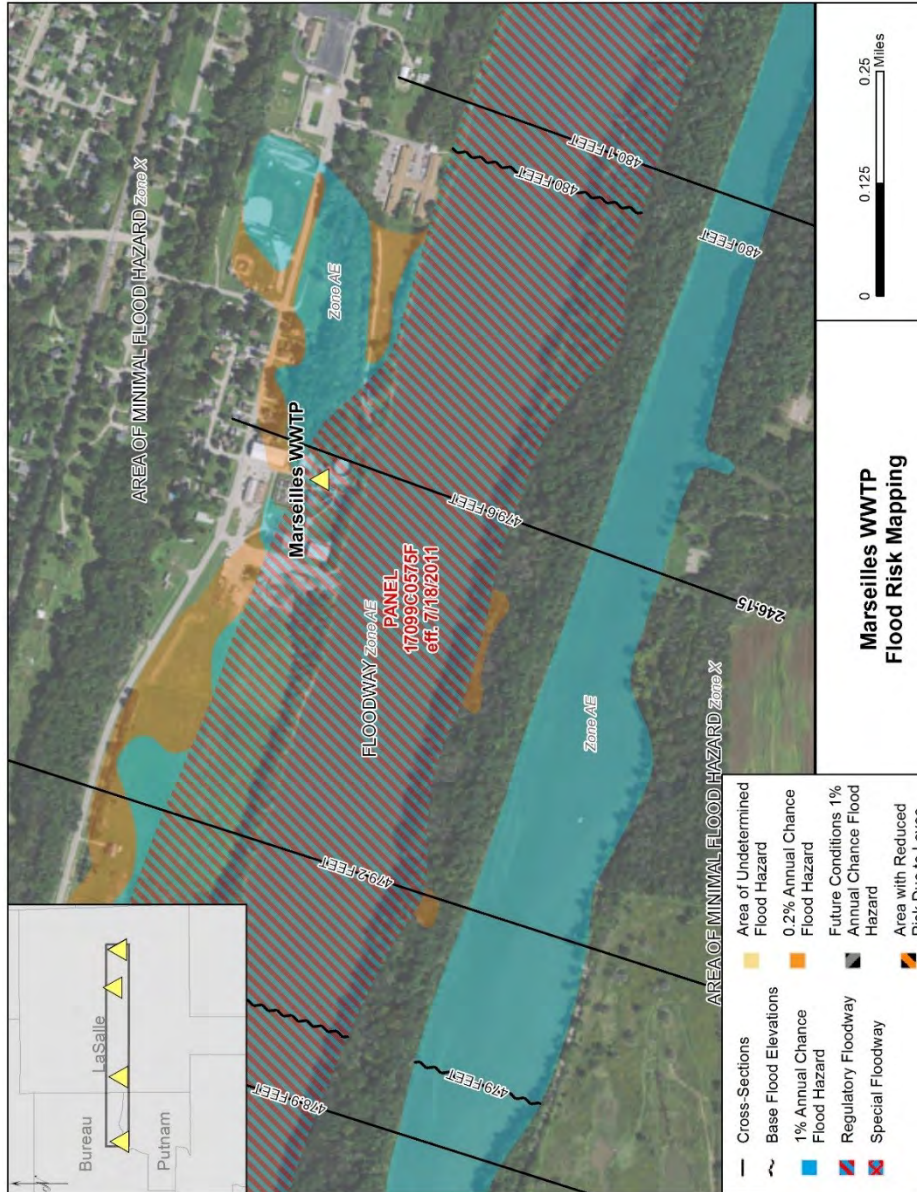 Bureau
LaSalle
Putnam
AREA OF MINIMAL FLOOD HAZARD Zone X
Zone AE
Marseilles WWTP
FLOODWAY Zone AE
PANEL
17099C0575F
eff. 7/18/2011
480.1 FEET
480 FEET
480 FEET
479.6 FEET
246.15
479.2 FEET
479 FEET
478.9 FEET
Zone AE
AREA OF MINIMAL FLOOD HAZARD Zone X
Cross-Sections
Base Flood Elevations
1% Annual Chance
Flood Hazard
Regulatory Floodway
Special Floodway
Area of Undetermined
Flood Hazard
0.2% Annual Chance
Flood Hazard
Future Conditions 1%
Annual Chance Flood
Hazard
Area with Reduced
Risk Due to Levee
Marseilles WWTP
Flood Risk Mapping
0 0.125 0.25
Miles